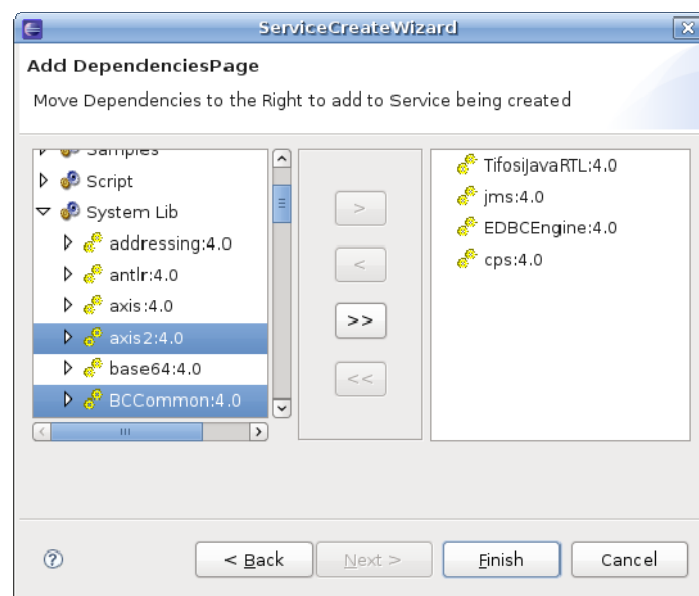 ServiceCreateWizard
Add DependenciesPage
Move Dependencies to the Right to add to Service being created
Samples
Script
System Lib
addressing:4.0
antlr:4.0
axis:4.0
axis2:4.0
base64:4.0
BCCommon:4.0
>
<
>>
<<
TifosiJavaRTL:4.0
jms:4.0
EDBCEngine:4.0
cps:4.0
?
< Back
Next >
Finish
Cancel